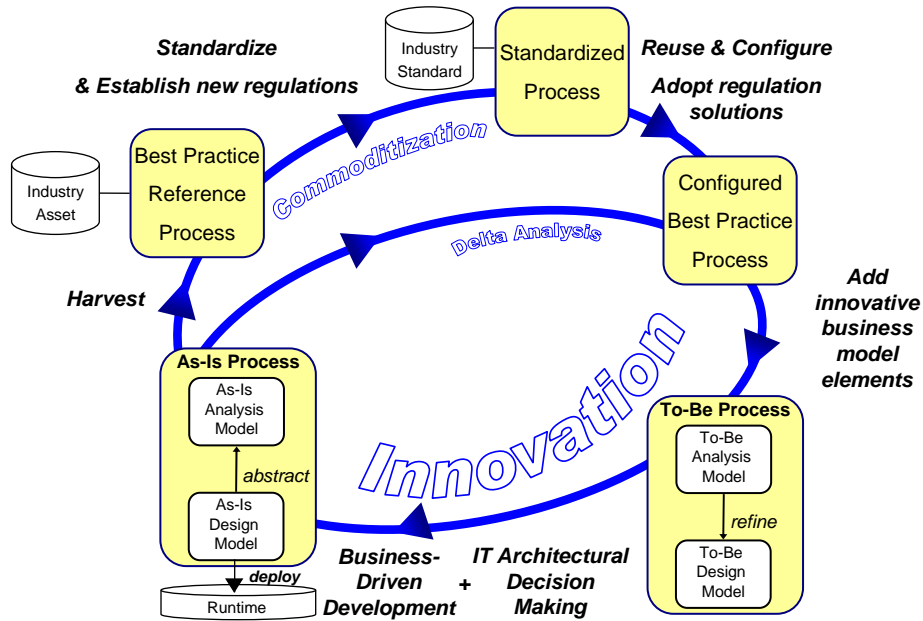 Standardize
& Establish new regulations
Industry
Standard
Standardized
Process
Reuse & Configure
Adopt regulation
solutions
Industry
Asset
Best Practice
Reference
Process
Commoditization
Configured
Best Practice
Process
Delta Analysis
Harvest
Add
innovative
business
model
elements
Innovation
As-Is Process
As-Is
Analysis
Model
abstract
As-Is
Design
Model
deploy
Runtime
To-Be Process
To-Be
Analysis
Model
refine
To-Be
Design
Model
Business-
Driven
Development
+
IT Architectural
Decision
Making